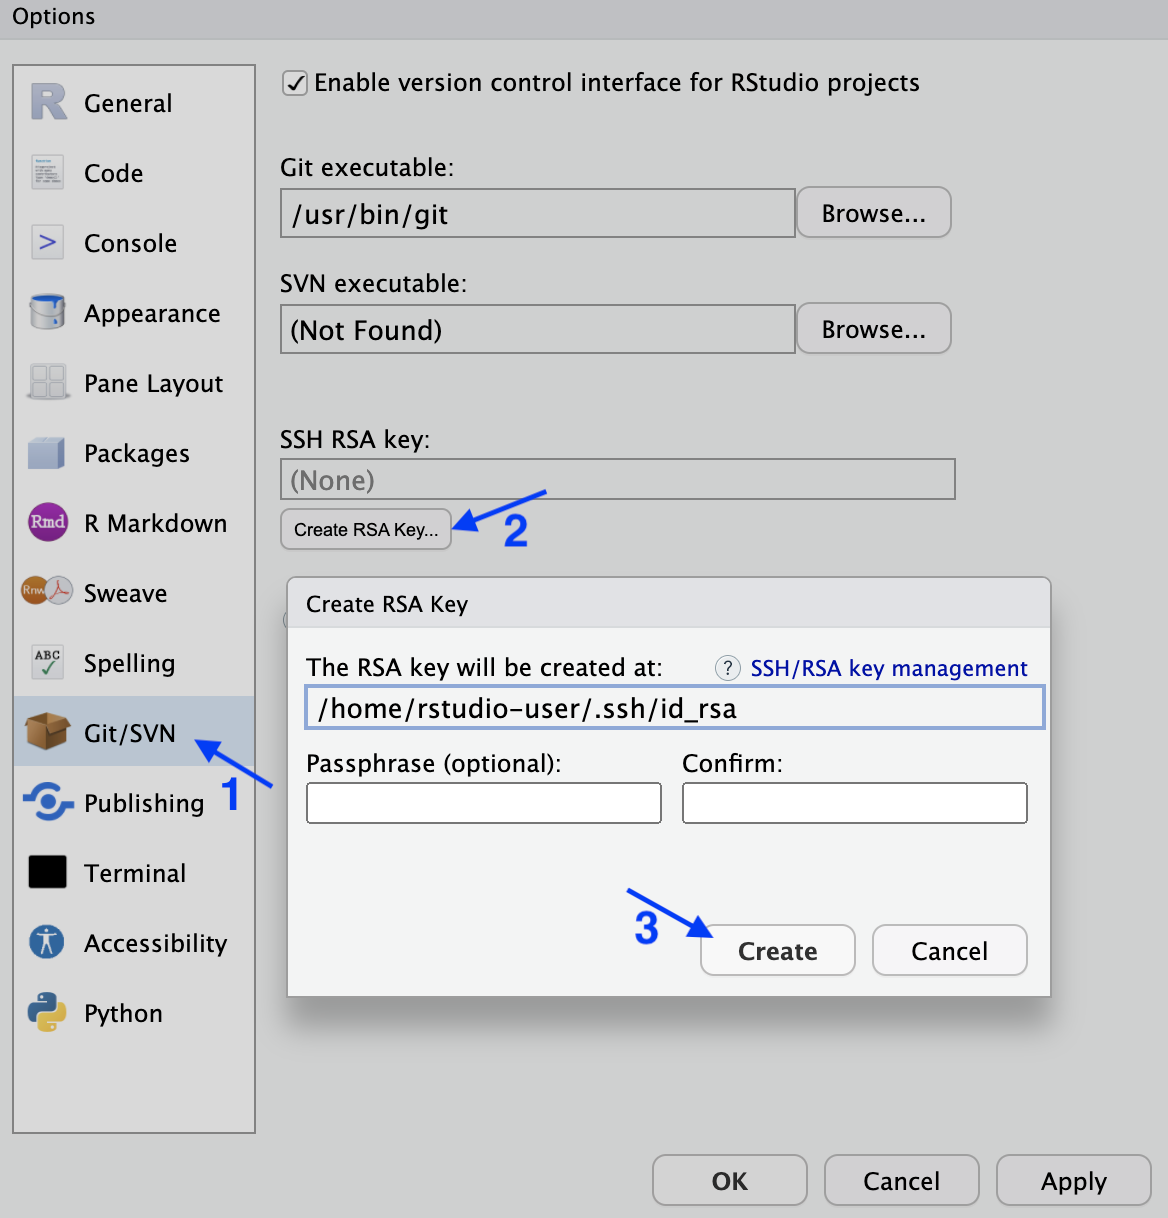 Options
General
Code
Console
Appearance
Pane Layout
Packages
Rmd
R Markdown
Rnw
Sweave
ABC
Spelling
Git/SVN
1
Publishing
Terminal
Accessibility
Python
Enable version control interface for RStudio projects
Git executable:
/usr/bin/git
Browse...
SVN executable:
(Not Found)
Browse...
SSH RSA key:
(None)
Create RSA Key...
2
Create RSA Key
The RSA key will be created at:
? SSH/RSA key management
/home/rstudio-user/.ssh/id_rsa
Passphrase (optional):
Confirm:
3
Create
Cancel
OK
Cancel
Apply